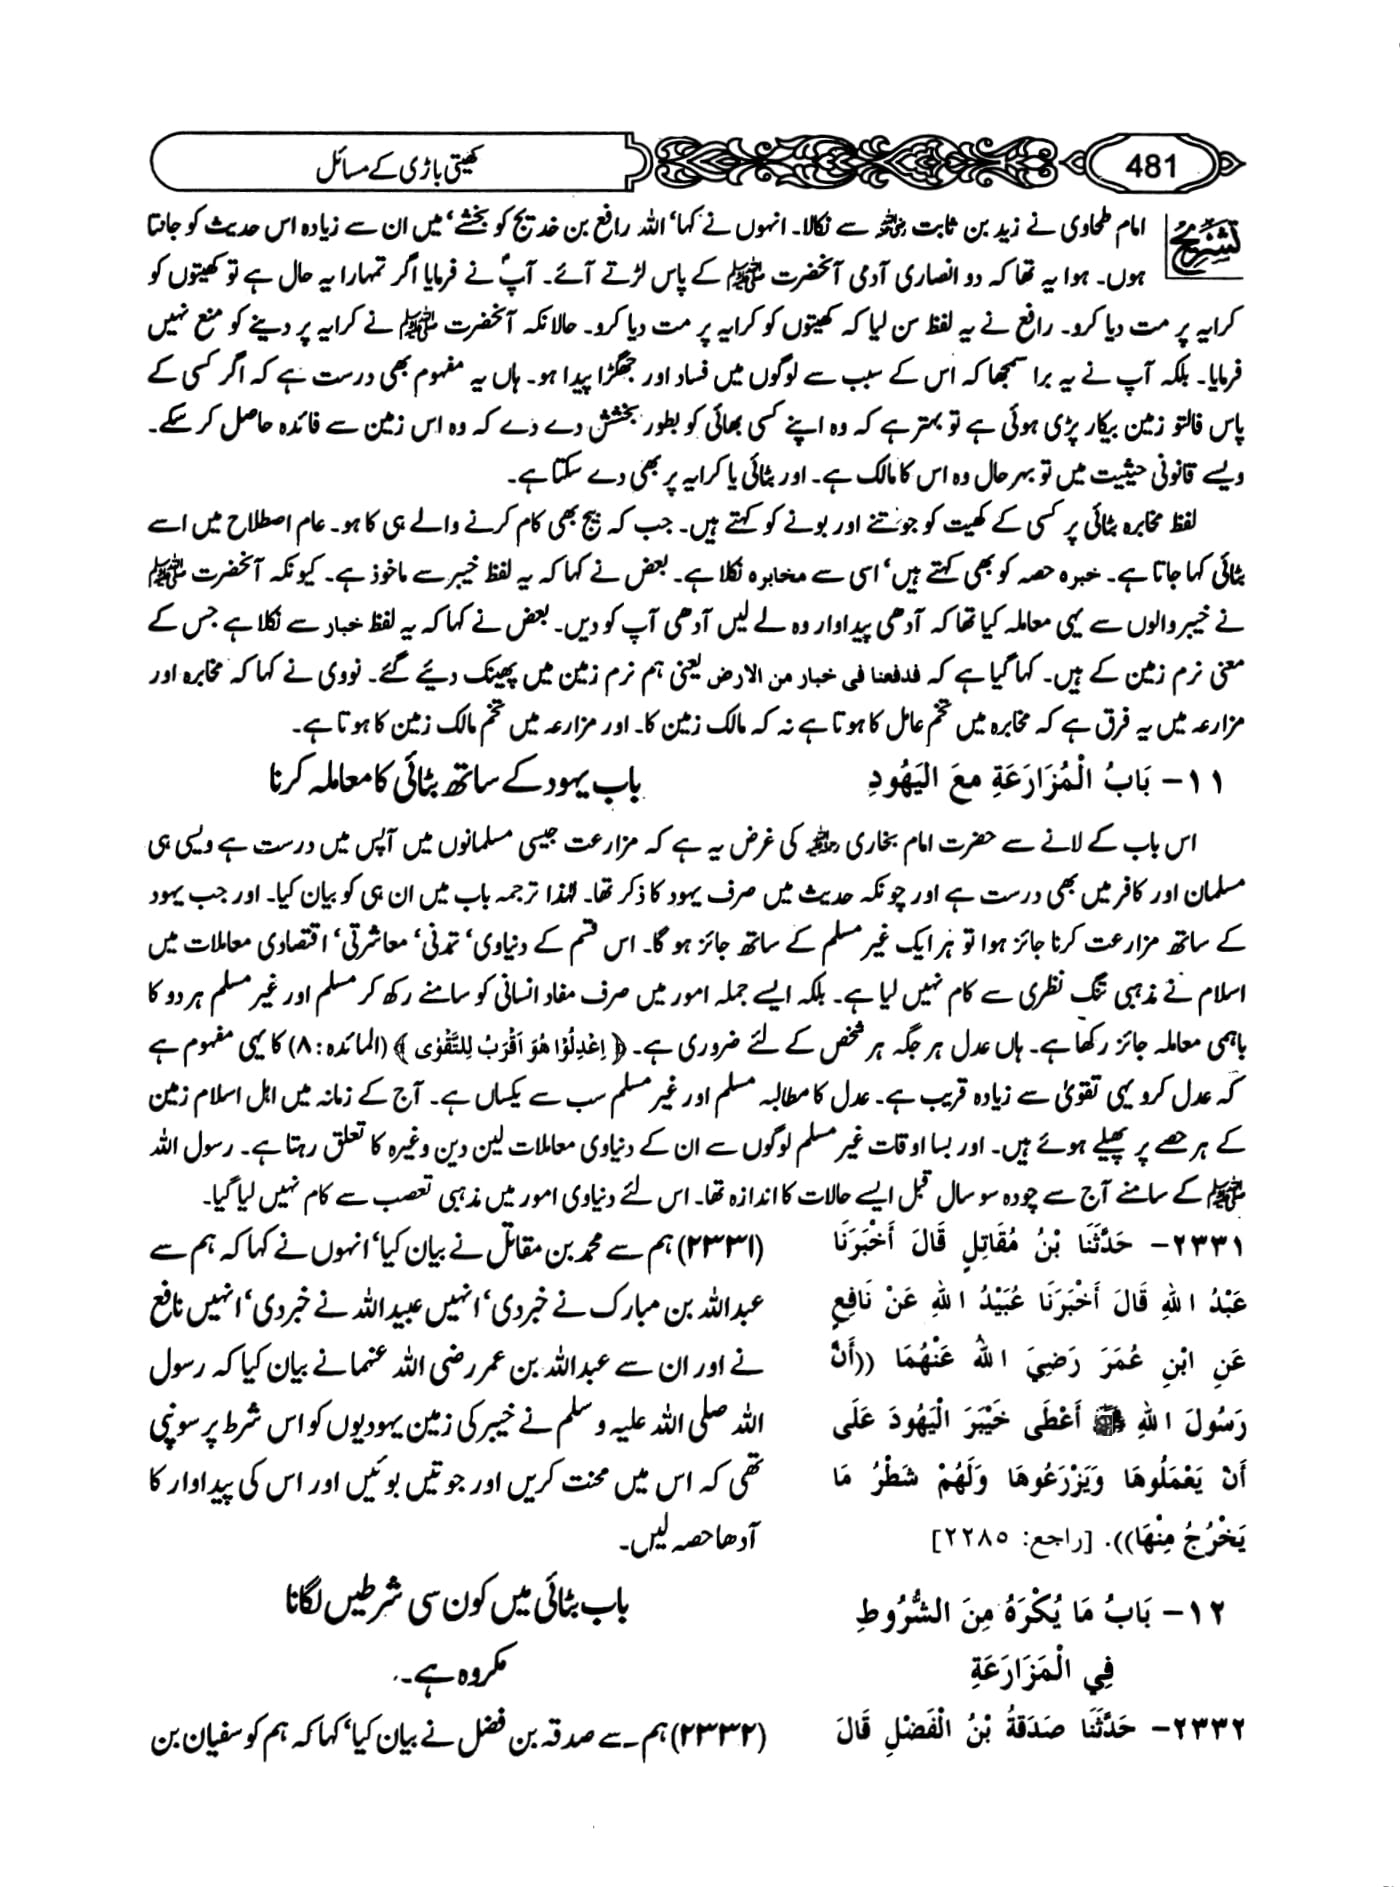 481
کھیتی باڑی کے مسائل
تشریح امام طحاوی نے زید بن ثابت رضی اللہ عنہ سے نکالا۔ انہوں نے کہا‘ اللہ رافع بن خدیج کو بخشے‘ میں ان سے زیادہ اس حدیث کو جانتا
ہوں۔ ہوا یہ تھا کہ دو انصاری آدمی آنحضرت ﷺ کے پاس لڑتے آئے۔ آپؐ نے فرمایا اگر تمہارا یہ حال ہے تو کھیتوں کو
کرایہ پر مت دیا کرو۔ رافع نے یہ لفظ سن لیا کہ کھیتوں کو کرایہ پر مت دیا کرو۔ حالانکہ آنحضرت ﷺ نے کرایہ پر دینے کو منع نہیں
فرمایا۔ بلکہ آپ نے یہ برا سمجھا کہ اس کے سبب سے لوگوں میں فساد اور جھگڑا پیدا ہو۔ ہاں یہ مفہوم بھی درست ہے کہ اگر کسی کے
پاس فالتو زمین بیکار پڑی ہوئی ہے تو بہتر ہے کہ وہ اپنے کسی بھائی کو بطور بخشش دے دے کہ وہ اس زمین سے فائدہ حاصل کر سکے۔
ویسے قانونی حیثیت میں تو بہر حال وہ اس کا مالک ہے۔ اور بٹائی یا کرایہ پر بھی دے سکتا ہے۔
لفظ مخابرہ بٹائی پر کسی کے کھیت کو جوتنے اور بونے کو کہتے ہیں۔ جب کہ بیج بھی کام کرنے والے ہی کا ہو۔ عام اصطلاح میں اسے
بٹائی کہا جاتا ہے۔ خبرہ حصہ کو بھی کہتے ہیں‘ اسی سے مخابرہ نکلا ہے۔ بعض نے کہا کہ یہ لفظ خیبر سے ماخوذ ہے۔ کیونکہ آنحضرت ﷺ
نے خیبر والوں سے یہی معاملہ کیا تھا کہ آدھی پیداوار وہ لے لیں آدھی آپ کو دیں۔ بعض نے کہا کہ یہ لفظ خبار سے نکلا ہے جس کے
معنی نرم زمین کے ہیں۔ کہا گیا ہے کہ فدفعنا فی خبار من الارض یعنی ہم نرم زمین میں پھینک دیئے گئے۔ نووی نے کہا کہ مخابرہ اور
مزارعہ میں یہ فرق ہے کہ مخابرہ میں تخم عامل کا ہوتا ہے نہ کہ مالک زمین کا۔ اور مزارعہ میں تخم مالک زمین کا ہوتا ہے۔
١١- بَابُ الْمُزَارَعَةِ مَعَ الْيَهُودِ
باب یہود کے ساتھ بٹائی کا معاملہ کرنا
اس باب کے لانے سے حضرت امام بخاری رحمۃ اللہ علیہ کی غرض یہ ہے کہ مزارعت جیسی مسلمانوں میں آپس میں درست ہے ویسی ہی
مسلمان اور کافر میں بھی درست ہے اور چونکہ حدیث میں صرف یہود کا ذکر تھا۔ لہٰذا ترجمہ باب میں ان ہی کو بیان کیا۔ اور جب یہود
کے ساتھ مزارعت کرنا جائز ہوا تو ہر ایک غیر مسلم کے ساتھ جائز ہو گا۔ اس قسم کے دنیاوی‘ تمدنی‘ معاشرتی‘ اقتصادی معاملات میں
اسلام نے مذہبی تنگ نظری سے کام نہیں لیا ہے۔ بلکہ ایسے جملہ امور میں صرف مفاد انسانی کو سامنے رکھ کر مسلم اور غیر مسلم ہر دو کا
باہمی معاملہ جائز رکھا ہے۔ ہاں عدل ہر جگہ ہر شخص کے لئے ضروری ہے۔ ﴿ اِعْدِلُوْا هُوَ اَقْرَبُ لِلتَّقْوٰى ﴾ (المائدہ: ۸) کا یہی مفہوم ہے
کہ عدل کرو یہی تقویٰ سے زیادہ قریب ہے۔ عدل کا مطالبہ مسلم اور غیر مسلم سب سے یکساں ہے۔ آج کے زمانہ میں اہل اسلام زمین
کے ہر حصے پر پھیلے ہوئے ہیں۔ اور بسا اوقات غیر مسلم لوگوں سے ان کے دنیاوی معاملات لین دین وغیرہ کا تعلق رہتا ہے۔ رسول اللہ
ﷺ کے سامنے آج سے چودہ سو سال قبل ایسے حالات کا اندازہ تھا۔ اس لئے دنیاوی امور میں مذہبی تعصب سے کام نہیں لیا گیا۔
٢٣٣١- حَدَّثَنَا بْنُ مُقَاتِلٍ قَالَ أَخْبَرَنَا
عَبْدُ اللهِ قَالَ أَخْبَرَنَا عُبَيْدُ اللهِ عَنْ نَافِعٍ
عَنِ ابْنِ عُمَرَ رَضِيَ اللهُ عَنْهُمَا ((أَنَّ
رَسُولَ اللهِ ﷺ أَعْطَى خَيْبَرَ الْيَهُودَ عَلَى
أَنْ يَعْمَلُوهَا وَيَزْرَعُوهَا وَلَهُمْ شَطْرُ مَا
يَخْرُجُ مِنْهَا)). [راجع: ٢٢٨٥]
(۲۳۳۱) ہم سے محمد بن مقاتل نے بیان کیا‘ انہوں نے کہا کہ ہم سے
عبداللہ بن مبارک نے خبر دی‘ انہیں عبیداللہ نے خبر دی‘ انہیں نافع
نے اور ان سے عبداللہ بن عمر رضی اللہ عنہما نے بیان کیا کہ رسول
اللہ صلی اللہ علیہ و سلم نے خیبر کی زمین یہودیوں کو اس شرط پر سونپی
تھی کہ اس میں محنت کریں اور جوتیں بوئیں اور اس کی پیداوار کا
آدھا حصہ لیں۔
١٢- بَابُ مَا يُكْرَهُ مِنَ الشُّرُوطِ
فِي الْمَزَارَعَةِ
باب بٹائی میں کون سی شرطیں لگانا
مکروہ ہے۔
٢٣٣٢- حَدَّثَنَا صَدَقَةُ بْنُ الْفَضْلِ قَالَ
(۲۳۳۲) ہم سے صدقہ بن فضل نے بیان کیا‘ کہا کہ ہم کو سفیان بن